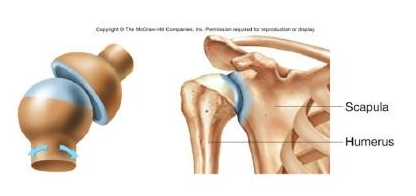 Copyright © The McGraw-Hill Companies, Inc. Permission required for reproduction or display.
Scapula
Humerus